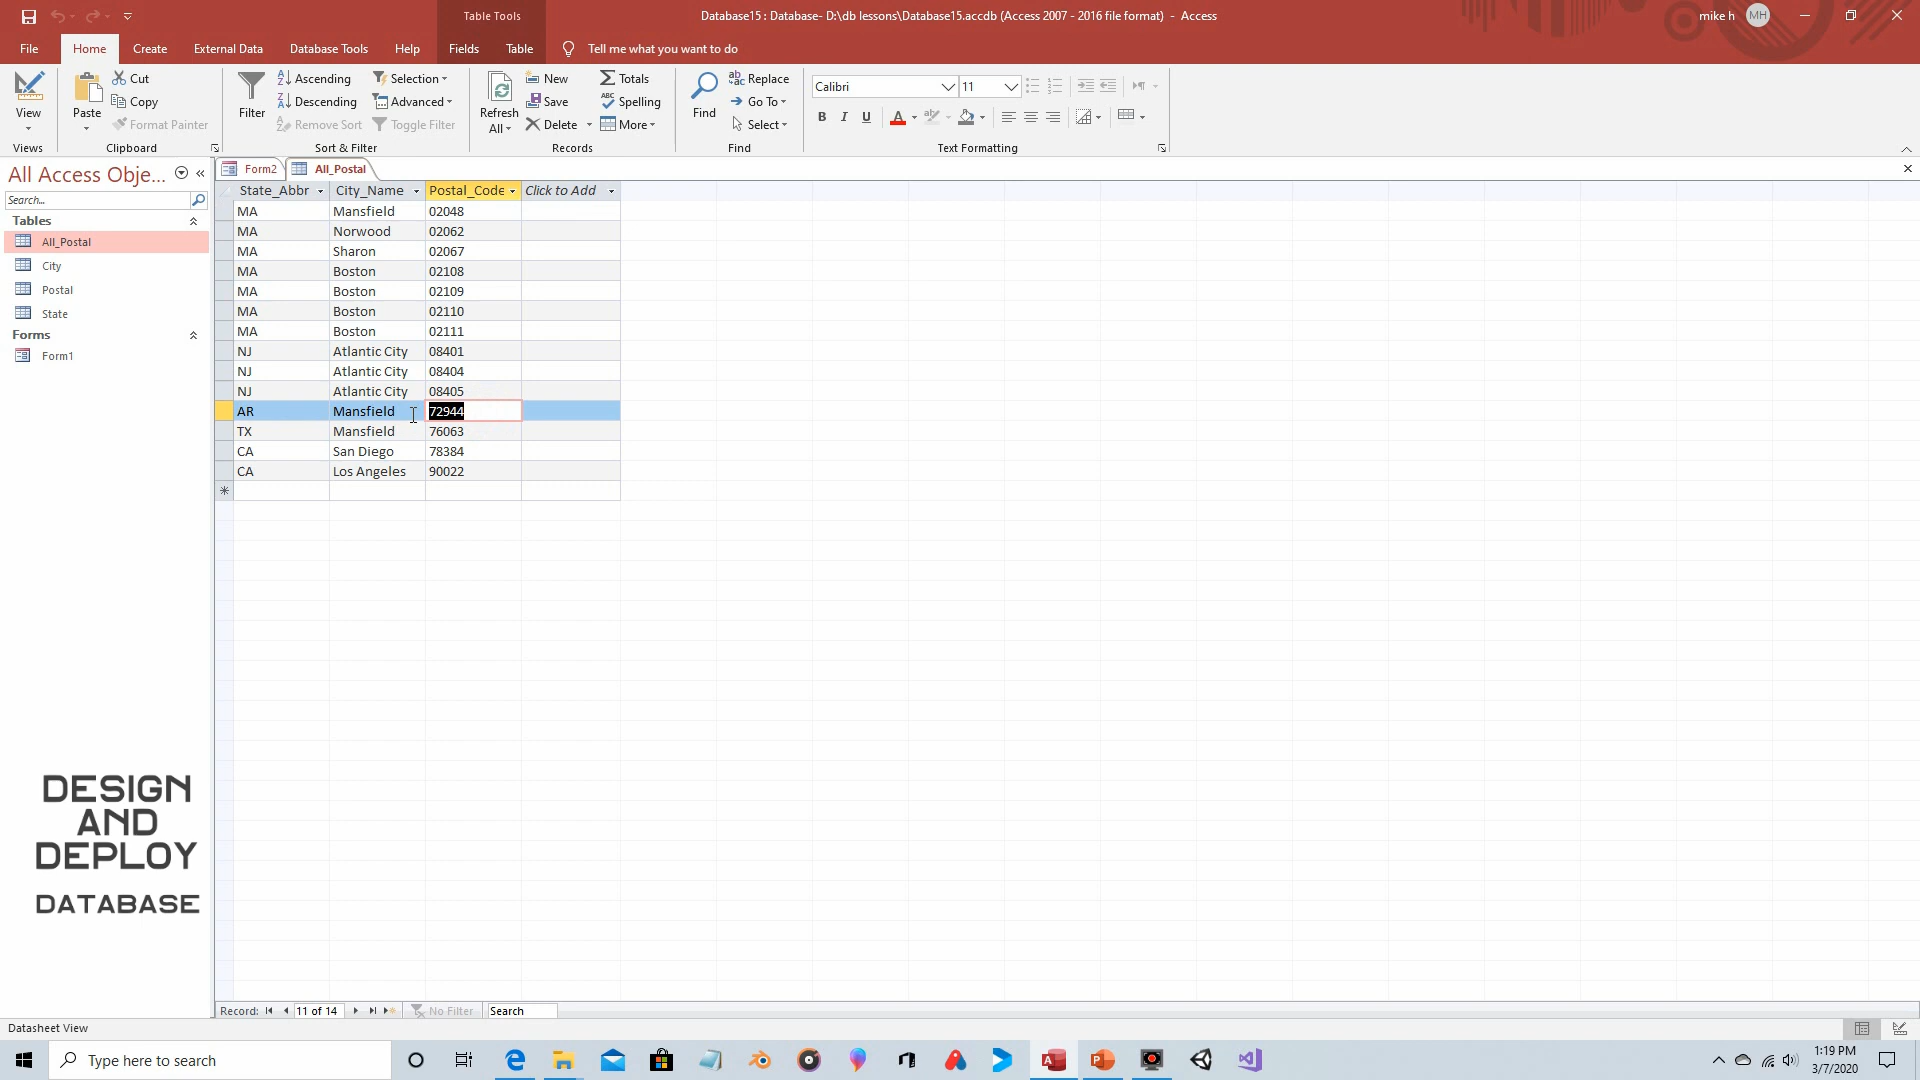 Table Tools
Database15 : Database- D:\db lessons\Database15.accdb (Access 2007 - 2016 file format) - Access
mike h
MH
File
Home
Create
External Data
Database Tools
Help
Fields
Table
Tell me what you want to do
View
Views
Paste
Cut
Copy
Format Painter
Clipboard
Filter
Ascending
Descending
Remove Sort
Selection
Advanced
Toggle Filter
Sort & Filter
Refresh
All
New
Save
Delete
Totals
Spelling
More
Records
Find
Replace
Go To
Select
Find
Calibri
11
B I U
Text Formatting
All Access Obje...
Search...
Tables
All_Postal
City
Postal
State
Forms
Form1
Form2
All_Postal
State_Abbr City_Name Postal_Code Click to Add
MA Mansfield 02048
MA Norwood 02062
MA Sharon 02067
MA Boston 02108
MA Boston 02109
MA Boston 02110
MA Boston 02111
NJ Atlantic City 08401
NJ Atlantic City 08404
NJ Atlantic City 08405
AR Mansfield 72944
TX Mansfield 76063
CA San Diego 78384
CA Los Angeles 90022
DESIGN
AND
DEPLOY
DATABASE
Record: 11 of 14 No Filter Search
Datasheet View
Type here to search
1:19 PM
3/7/2020